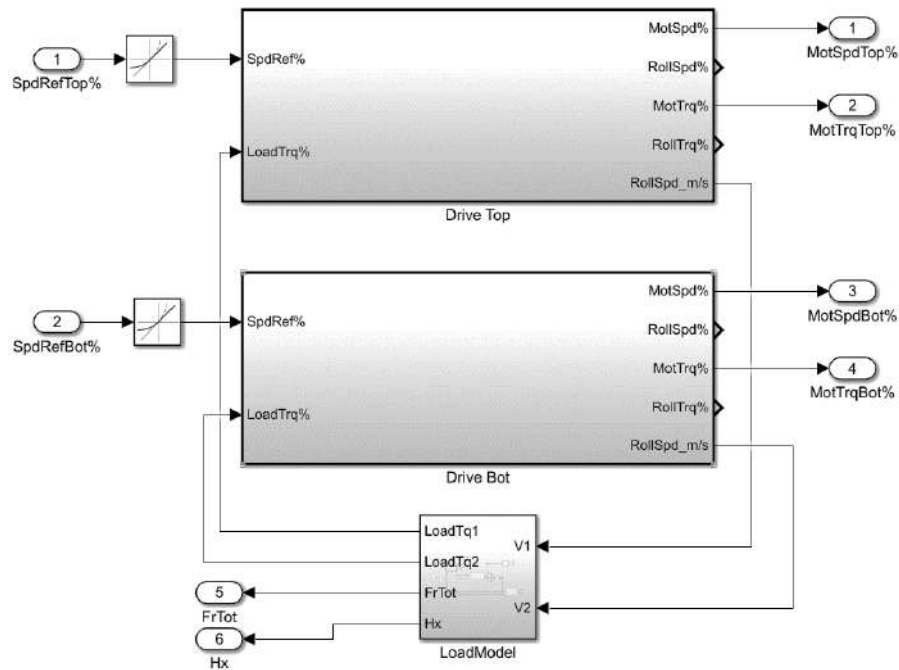 1
SpdRefTop%
SpdRef%
LoadTrq%
MotSpd%
RollSpd%
MotTrq%
RollTrq%
RollSpd_m/s
Drive Top
1
MotSpdTop%
2
MotTrqTop%
2
SpdRefBot%
SpdRef%
LoadTrq%
MotSpd%
RollSpd%
MotTrq%
RollTrq%
RollSpd_m/s
Drive Bot
3
MotSpdBot%
4
MotTrqBot%
LoadTq1
LoadTq2
FrTot
Hx
V1
V2
LoadModel
5
FrTot
6
Hx